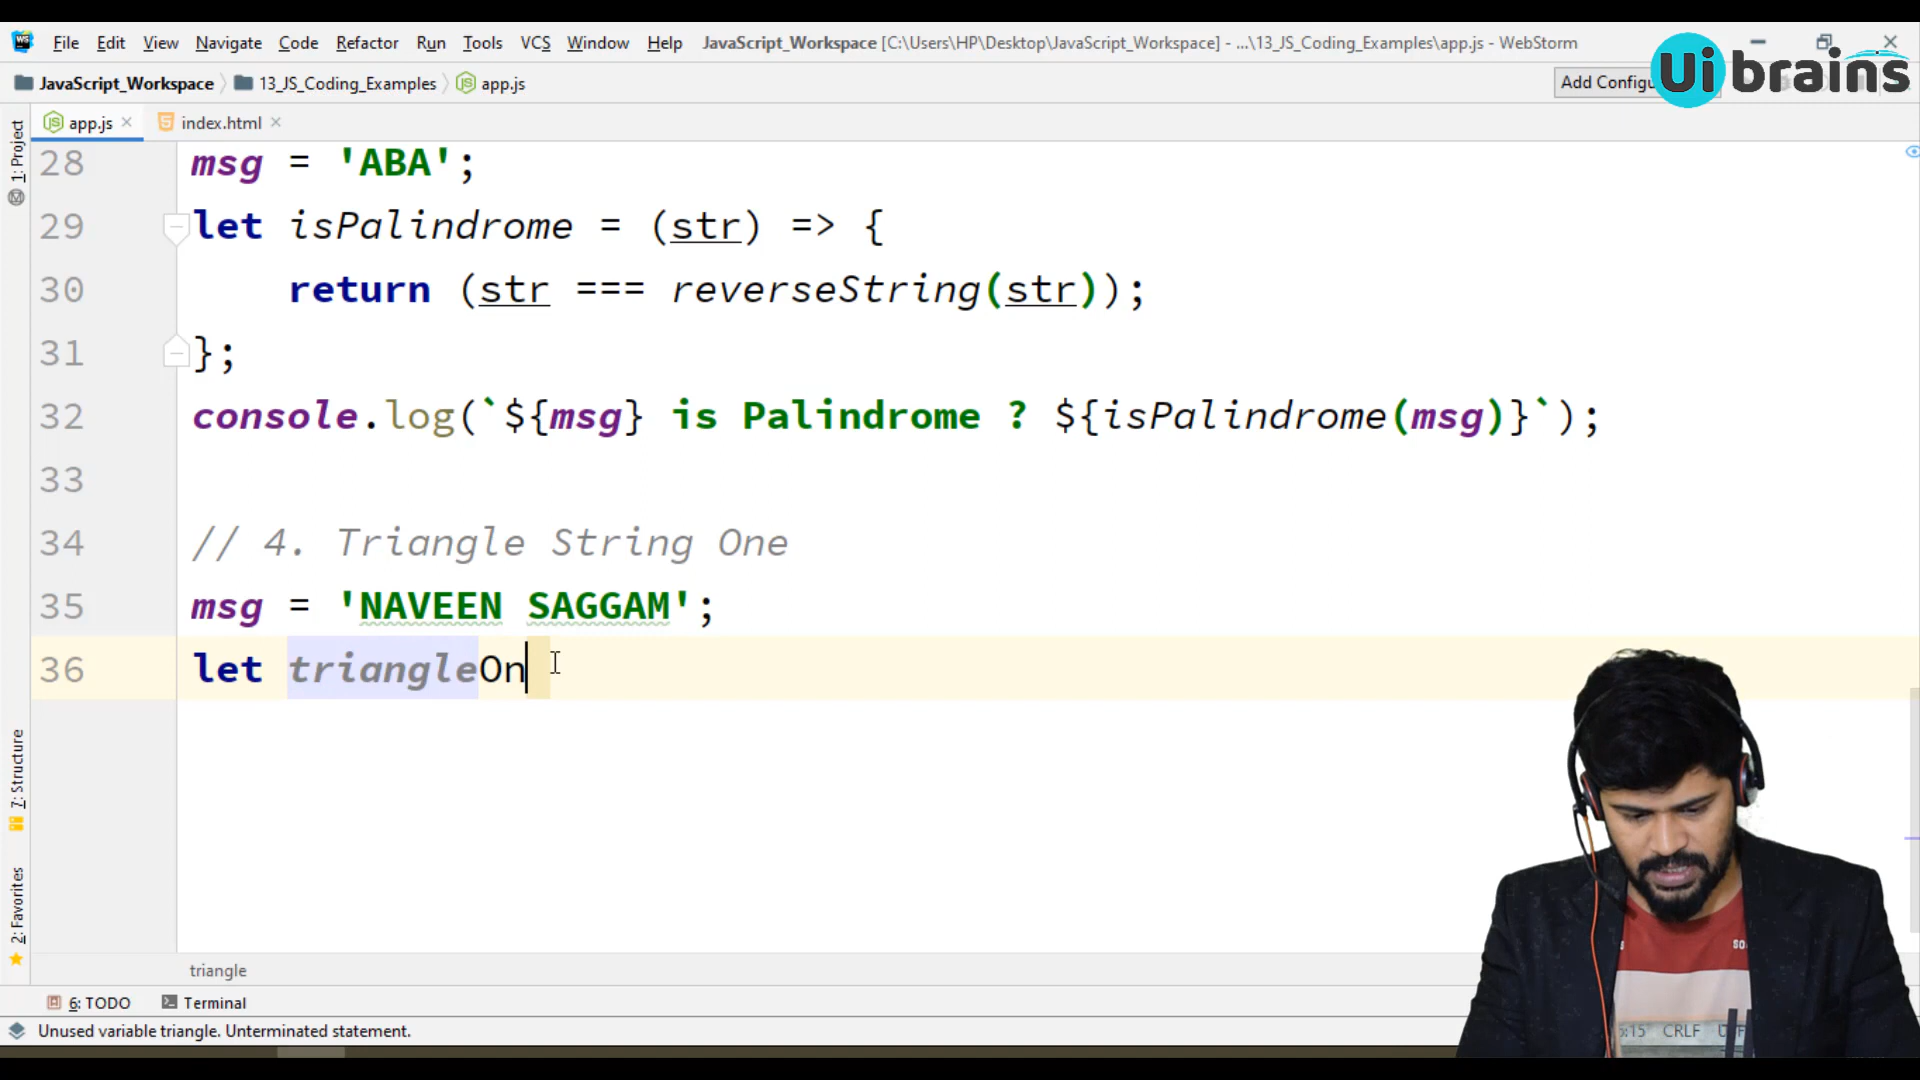 File Edit View Navigate Code Refactor Run Tools VCS Window Help JavaScript_Workspace [C:\Users\HP\Desktop\JavaScript_Workspace] - ...\13_JS_Coding_Examples\app.js - WebStorm
JavaScript_Workspace 13_JS_Coding_Examples app.js Add Configu
Ui brains
app.js index.html
1: Project
28 msg = 'ABA';
29 let isPalindrome = (str) => {
30 return (str === reverseString(str));
31 };
32 console.log(`${msg} is Palindrome ? ${isPalindrome(msg)}`);
33
34 // 4. Triangle String One
35 msg = 'NAVEEN SAGGAM';
36 let triangleOn
7: Structure
2: Favorites
triangle
6: TODO Terminal
Unused variable triangle. Unterminated statement. CRLF